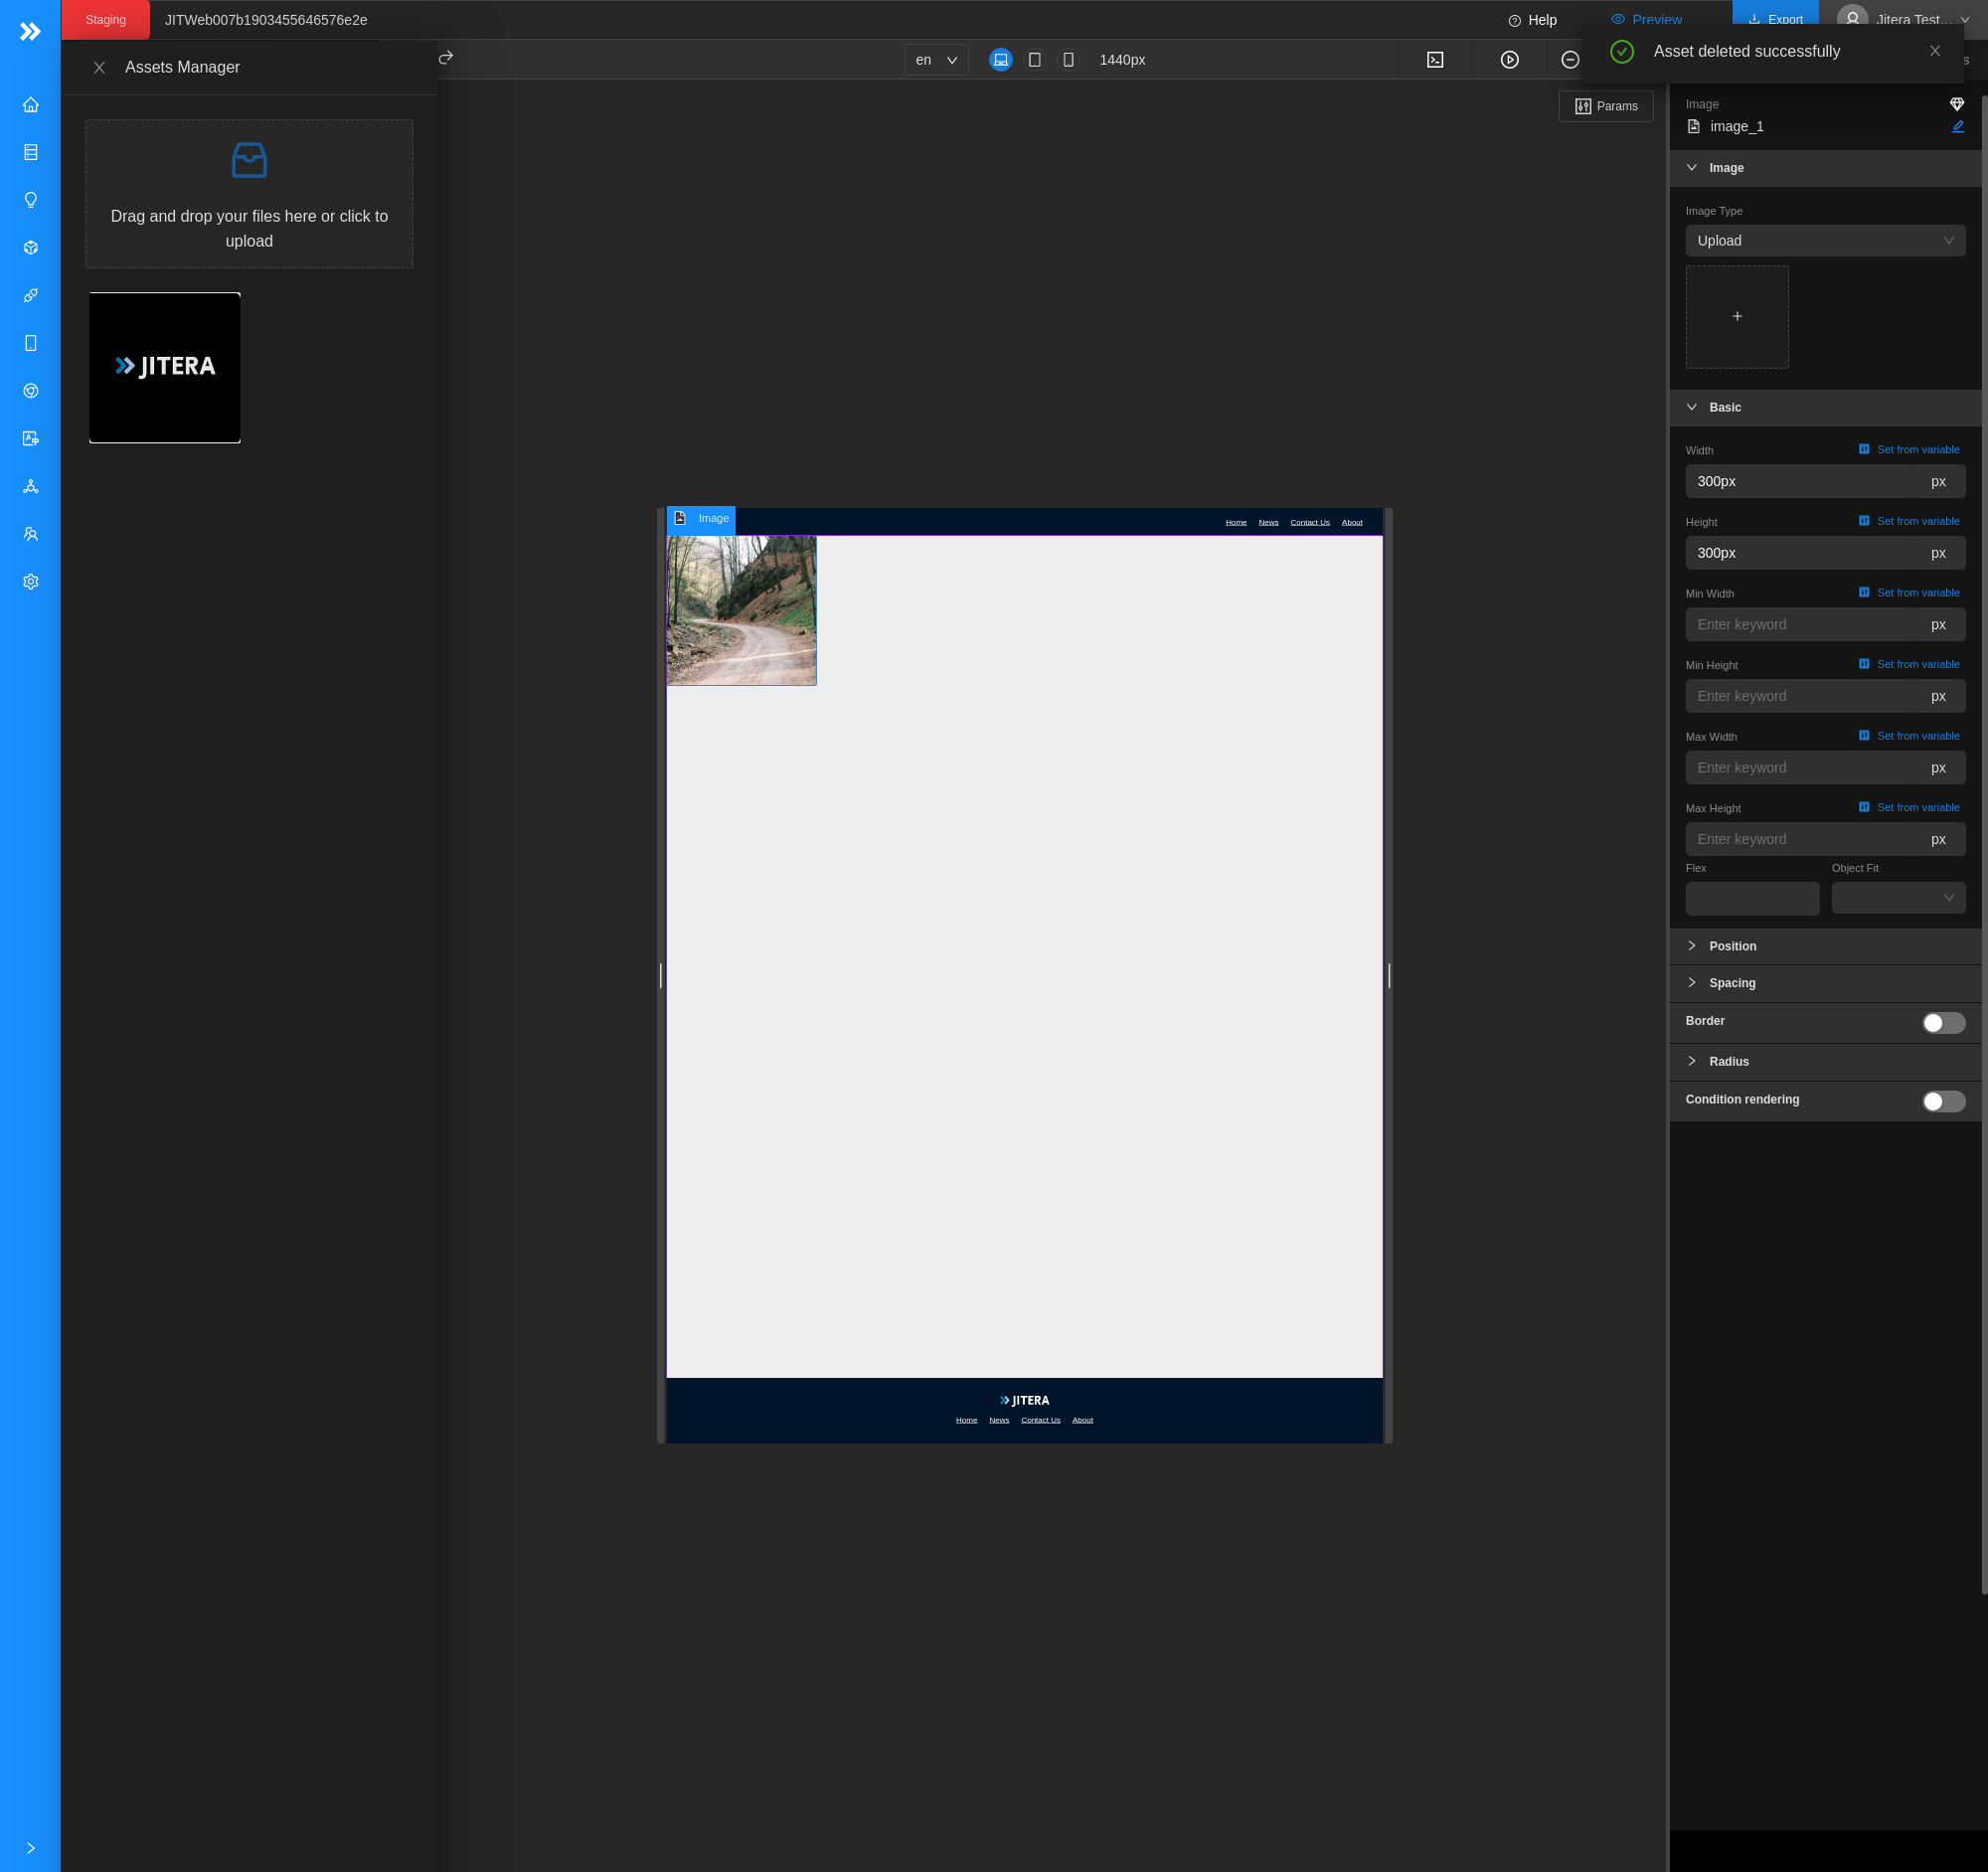 Staging
JITWeb007b1903455646576e2e
Help
Preview
Export
Jitera Test...
Assets Manager
en
1440px
Asset deleted successfully
Drag and drop your files here or click to
upload
JITERA
Params
Image
image_1
Image
Image Type
Upload
Basic
Width
Set from variable
300px
px
Height
Set from variable
300px
px
Min Width
Set from variable
Enter keyword
px
Min Height
Set from variable
Enter keyword
px
Max Width
Set from variable
Enter keyword
px
Max Height
Set from variable
Enter keyword
px
Flex
Object Fit
Position
Spacing
Border
Radius
Condition rendering
Image
Home
News
Contact Us
About
JITERA
Home
News
Contact Us
About